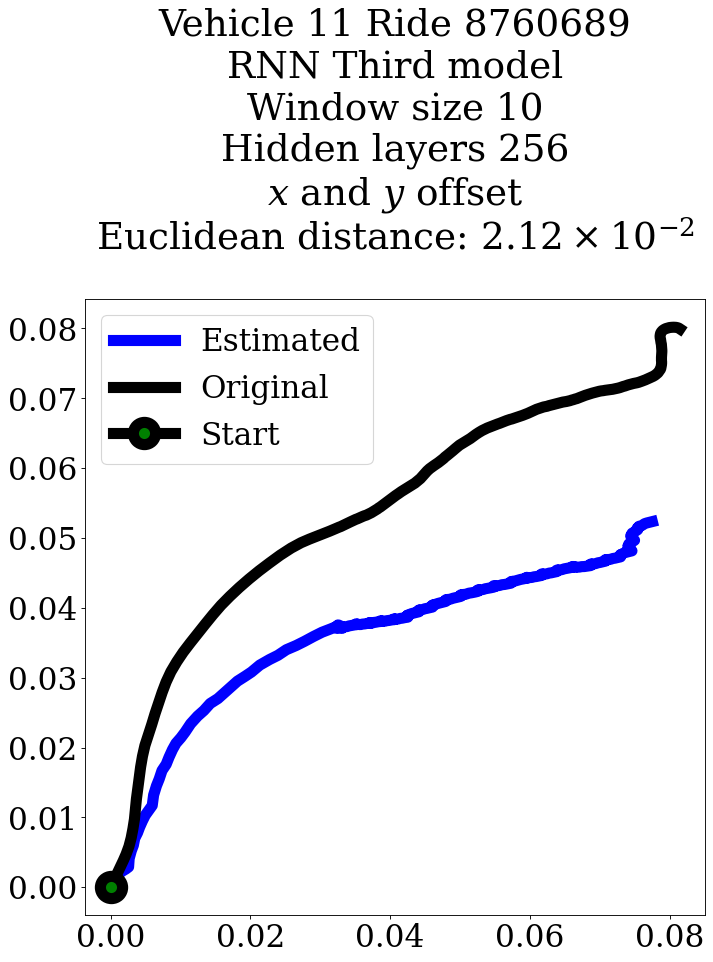 Vehicle 11 Ride 8760689
RNN Third model
Window size 10
Hidden layers 256
x and y offset
Euclidean distance: 2.12 × 10⁻²
Estimated
Original
Start
0.08
0.07
0.06
0.05
0.04
0.03
0.02
0.01
0.00
0.00 0.02 0.04 0.06 0.08